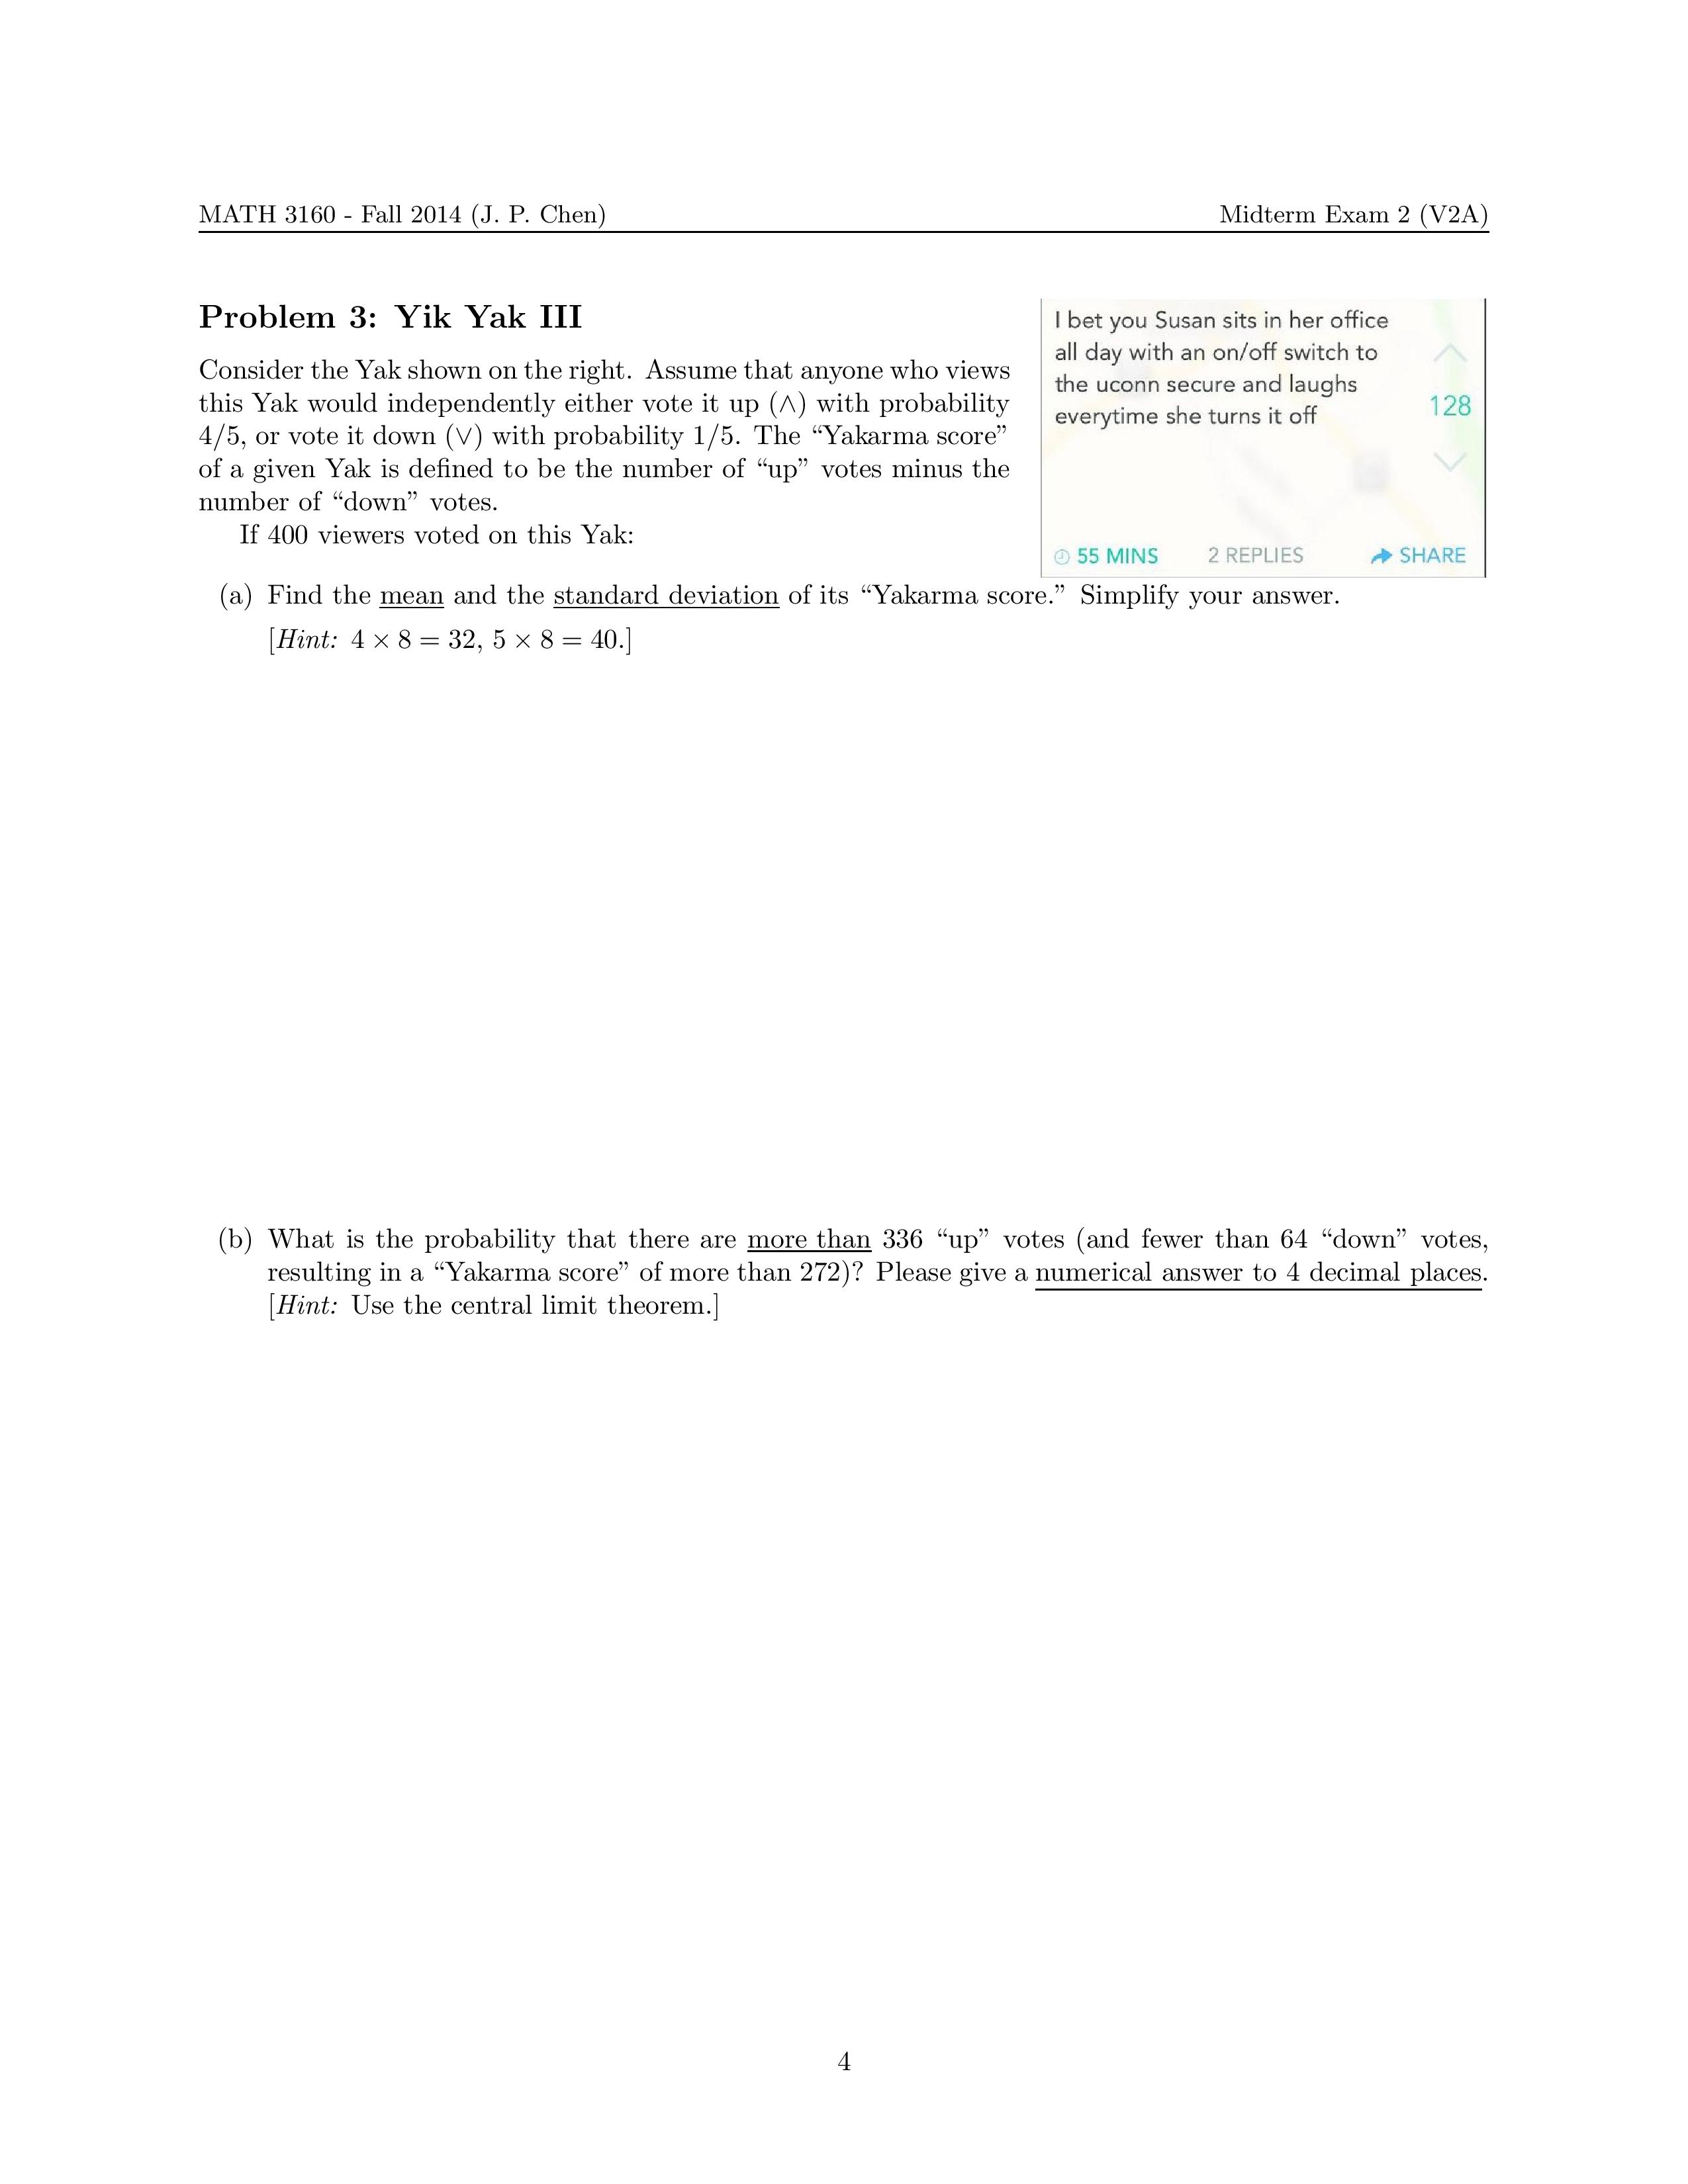 MATH 3160 - Fall 2014 (J. P. Chen)
Midterm Exam 2 (V2A)
Problem 3: Yik Yak III
Consider the Yak shown on the right. Assume that anyone who views
this Yak would independently either vote it up (∧) with probability
4/5, or vote it down (∨) with probability 1/5. The “Yakarma score”
of a given Yak is defined to be the number of “up” votes minus the
number of “down” votes.
If 400 viewers voted on this Yak:
I bet you Susan sits in her office
all day with an on/off switch to
the uconn secure and laughs
everytime she turns it off
128
55 MINS
2 REPLIES
SHARE
(a) Find the mean and the standard deviation of its “Yakarma score.” Simplify your answer.
[Hint: 4 × 8 = 32, 5 × 8 = 40.]
(b) What is the probability that there are more than 336 “up” votes (and fewer than 64 “down” votes,
resulting in a “Yakarma score” of more than 272)? Please give a numerical answer to 4 decimal places.
[Hint: Use the central limit theorem.]
4